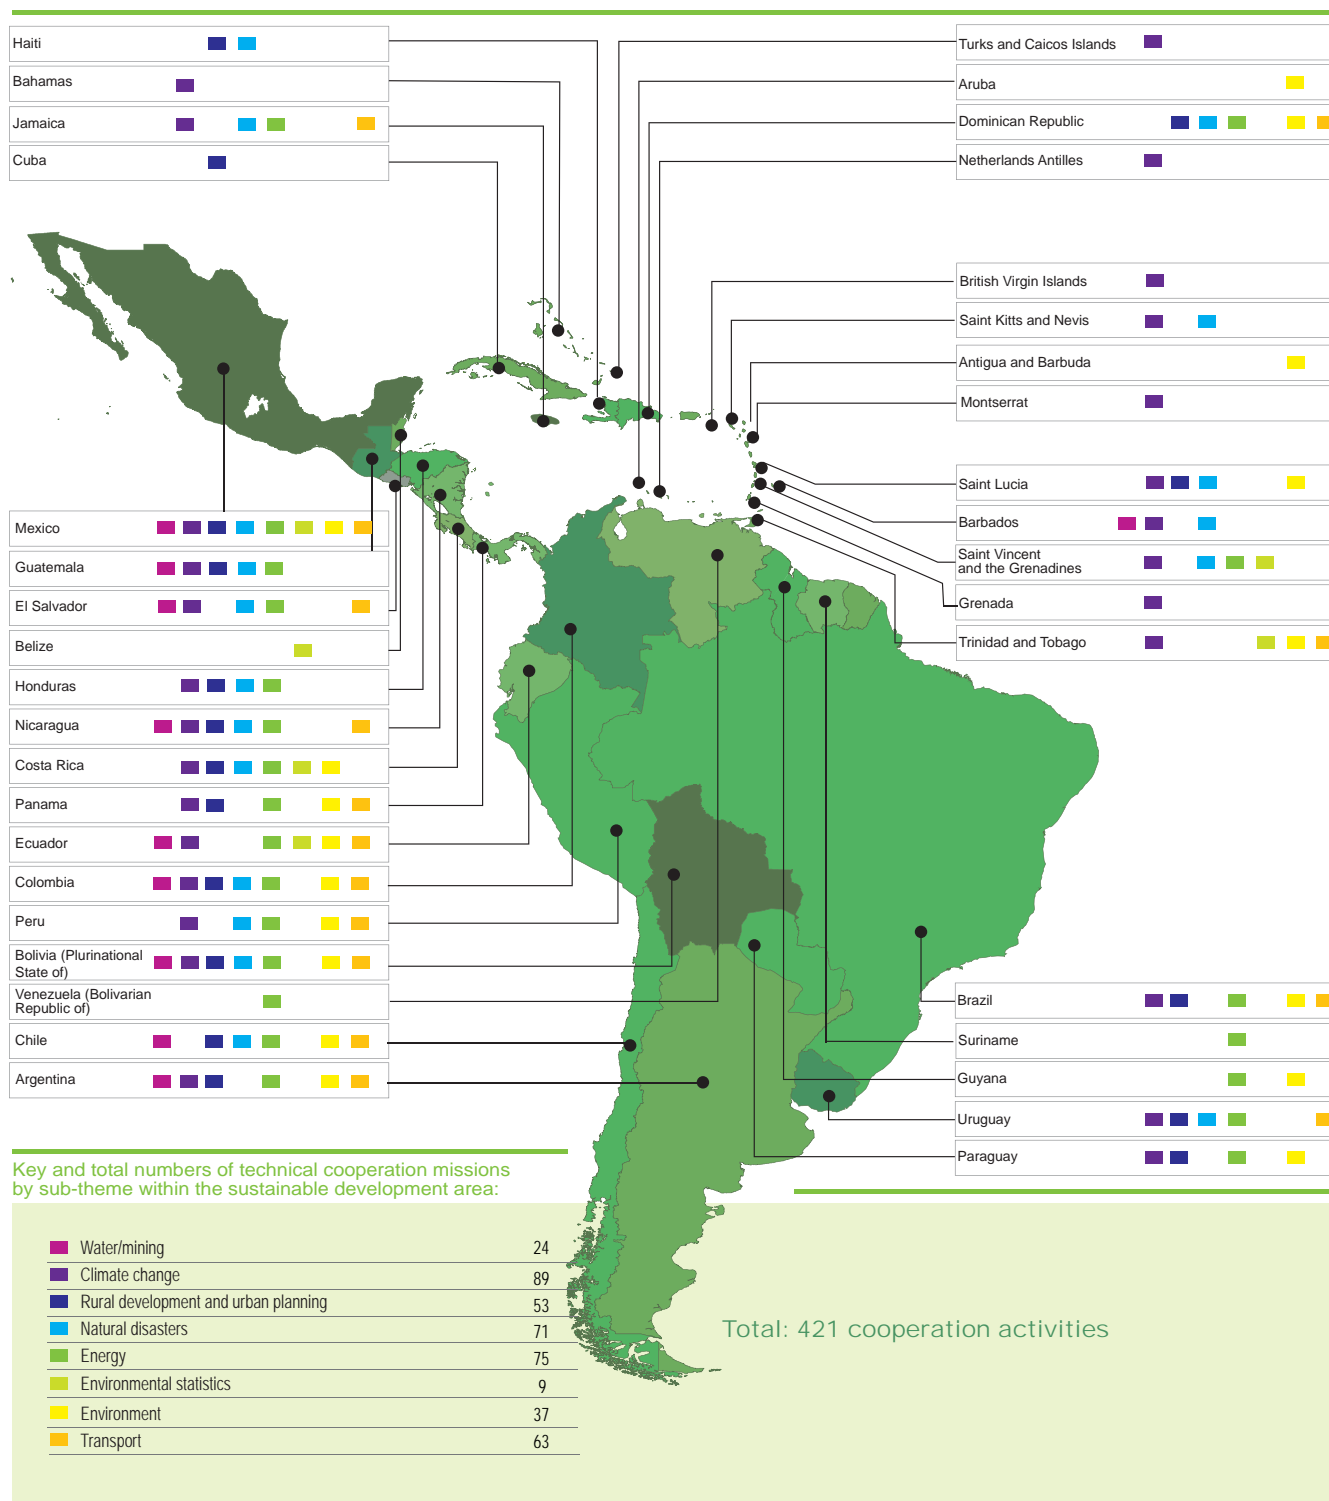 Haiti
Bahamas
Jamaica
Cuba
Turks and Caicos Islands
Aruba
Dominican Republic
Netherlands Antilles
British Virgin Islands
Saint Kitts and Nevis
Antigua and Barbuda
Montserrat
Saint Lucia
Barbados
Saint Vincent
and the Grenadines
Grenada
Trinidad and Tobago
Mexico
Guatemala
El Salvador
Belize
Honduras
Nicaragua
Costa Rica
Panama
Ecuador
Colombia
Peru
Bolivia (Plurinational
State of)
Venezuela (Bolivarian
Republic of)
Chile
Argentina
Brazil
Suriname
Guyana
Uruguay
Paraguay
Key and total numbers of technical cooperation missions
by sub-theme within the sustainable development area:
Water/mining 24
Climate change 89
Rural development and urban planning 53
Natural disasters 71
Energy 75
Environmental statistics 9
Environment 37
Transport 63
Total: 421 cooperation activities